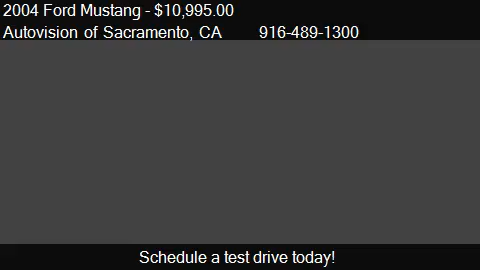 2004 Ford Mustang - $10,995.00
Autovision of Sacramento, CA 916-489-1300
Schedule a test drive today!